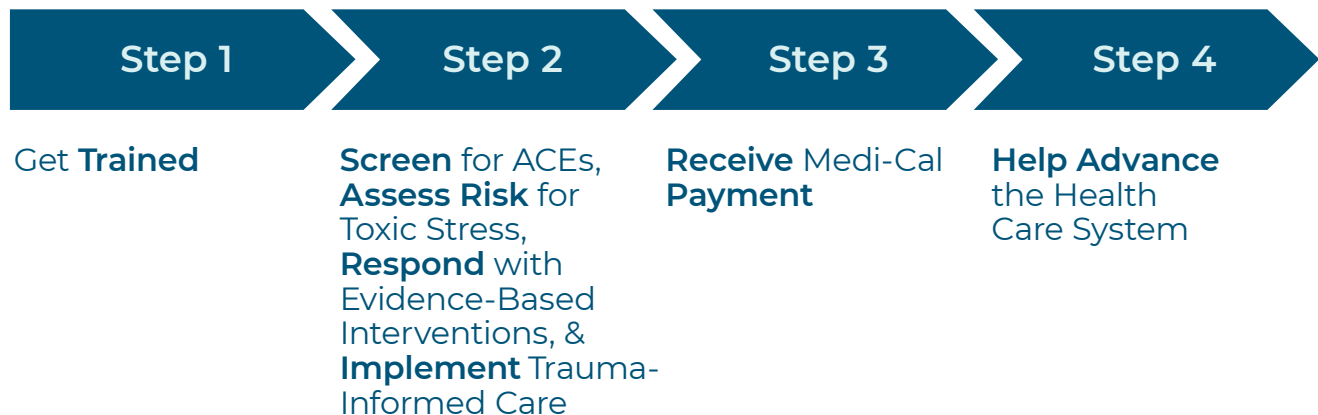 Step 1
Step 2
Step 3
Step 4
Get Trained
Screen for ACEs,
Assess Risk for
Toxic Stress,
Respond with
Evidence-Based
Interventions, &
Implement Trauma-
Informed Care
Receive Medi-Cal
Payment
Help Advance
the Health
Care System